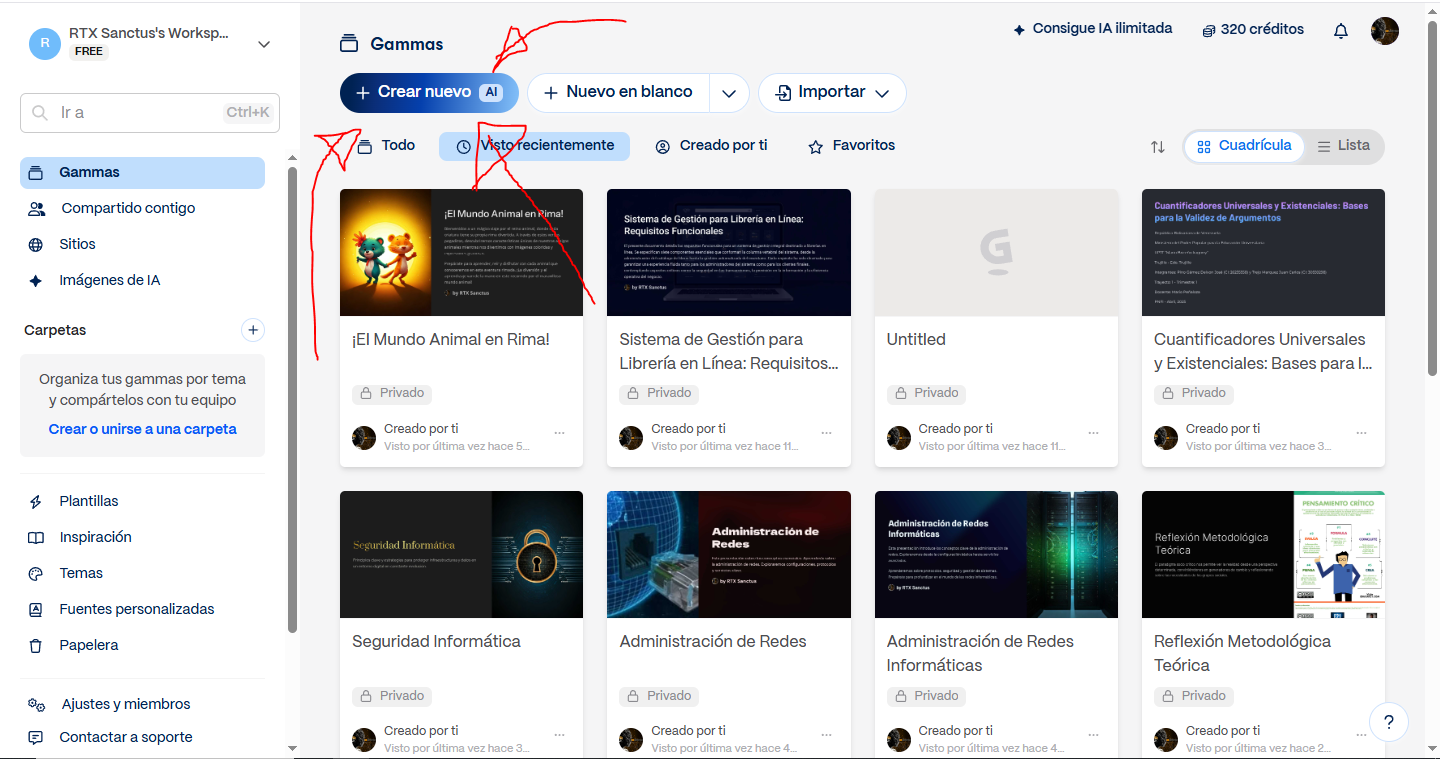 RTX Sanctus's Worksp...
R
FREE
Ir a
Ctrl+K
Gammas
Compartido contigo
Sitios
Imágenes de IA
Carpetas
Organiza tus gammas por tema
y compártelos con tu equipo
Crear o unirse a una carpeta
Plantillas
Inspiración
Temas
Fuentes personalizadas
Papelera
Ajustes y miembros
Contactar a soporte
Gammas
Consigue IA ilimitada
320 créditos
Crear nuevo AI
Nuevo en blanco
Importar
Todo
Visto recientemente
Creado por ti
Favoritos
Cuadrícula
Lista
¡El Mundo Animal en Rima!
by RTX Sanctus
¡El Mundo Animal en Rima!
Privado
Creado por ti
Visto por última vez hace 5...
Sistema de Gestión para Librería en Línea:
Requisitos Funcionales
by RTX Sanctus
Sistema de Gestión para
Librería en Línea: Requisitos...
Privado
Creado por ti
Visto por última vez hace 11...
G
Untitled
Privado
Creado por ti
Visto por última vez hace 11...
Cuantificadores Universales y Existenciales: Bases
para la Validez de Argumentos
Cuantificadores Universales
y Existenciales: Bases para l...
Privado
Creado por ti
Visto por última vez hace 3...
Seguridad Informática
Seguridad Informática
Privado
Creado por ti
Visto por última vez hace 3...
Administración de
Redes
by RTX Sanctus
Administración de Redes
Privado
Creado por ti
Visto por última vez hace 4...
Administración de Redes
Informáticas
by RTX Sanctus
Administración de Redes
Informáticas
Privado
Creado por ti
Visto por última vez hace 4...
Reflexión Metodológica
Teórica
PENSAMIENTO CRÍTICO
Reflexión Metodológica
Teórica
Privado
Creado por ti
Visto por última vez hace 2...
?